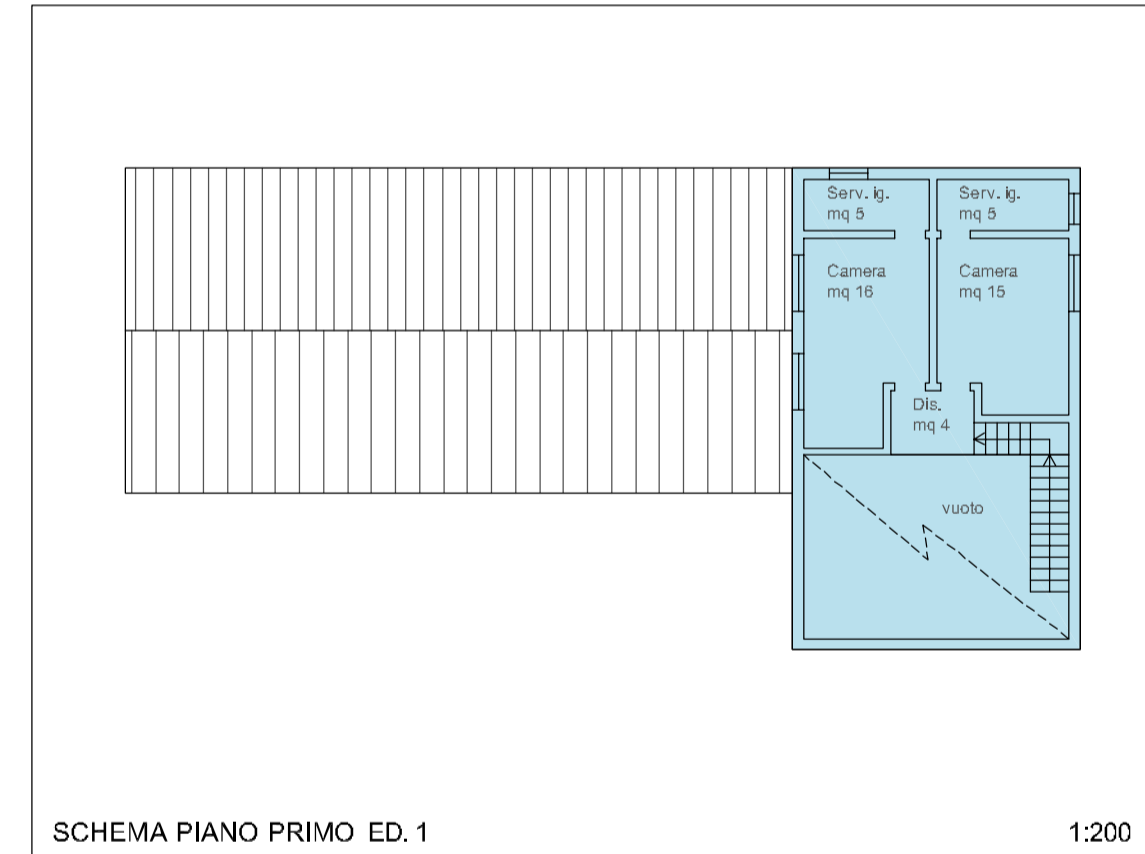 Serv. ig.
mq 5
Serv. ig.
mq 5
Camera
mq 16
Camera
mq 15
Dis.
mq 4
vuoto
SCHEMA PIANO PRIMO ED. 1
1:200